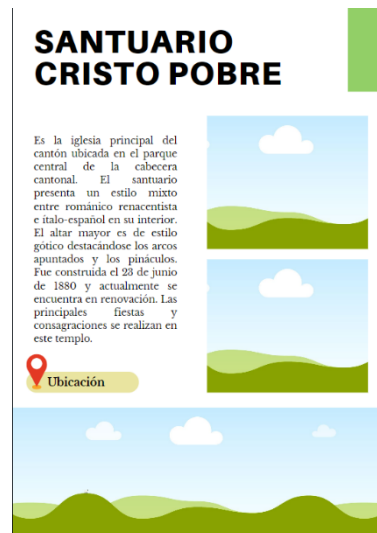 SANTUARIO
CRISTO POBRE
Es la iglesia principal del
cantón ubicada en el parque
central de la cabecera
cantonal. El santuario
presenta un estilo mixto
entre románico renacentista
e ítalo-español en su interior.
El altar mayor es de estilo
gótico destacándose los arcos
apuntados y los pináculos.
Fue construida el 23 de junio
de 1880 y actualmente se
encuentra en renovación. Las
principales fiestas y
consagraciones se realizan en
este templo.
Ubicación